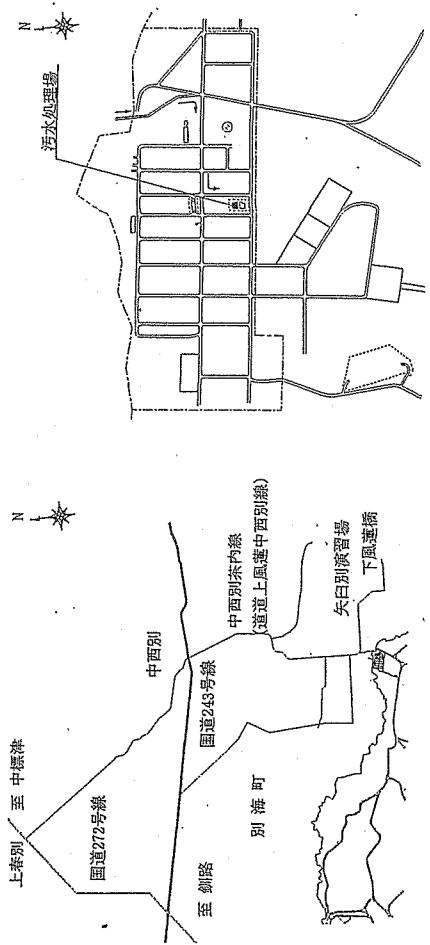 N
汚水処理場
N
上春別
至 中標津
国道272号線
中西別
国道243号線
至 釧路
別海町
中西別茶内線
(道道上風蓮中西別線)
矢臼別演習場
下風蓮橋